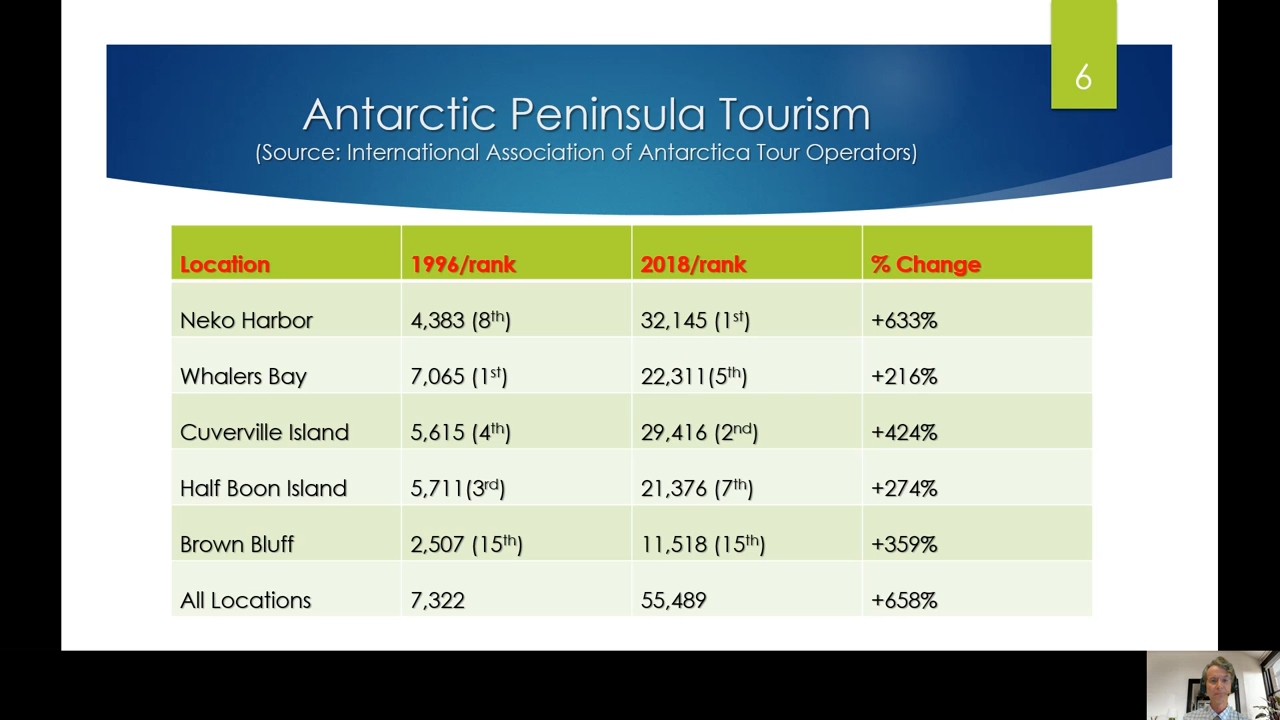 6
Antarctic Peninsula Tourism
(Source: International Association of Antarctica Tour Operators)
Location 1996/rank 2018/rank % Change
Neko Harbor 4,383 (8th) 32,145 (1st) +633%
Whalers Bay 7,065 (1st) 22,311(5th) +216%
Cuverville Island 5,615 (4th) 29,416 (2nd) +424%
Half Boon Island 5,711(3rd) 21,376 (7th) +274%
Brown Bluff 2,507 (15th) 11,518 (15th) +359%
All Locations 7,322 55,489 +658%